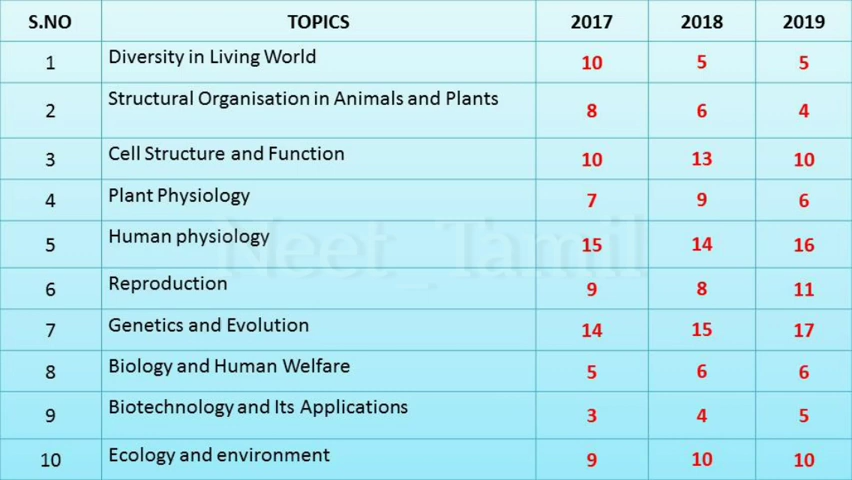 S.NO TOPICS 2017 2018 2019
1 Diversity in Living World 10 5 5
2 Structural Organisation in Animals and Plants 8 6 4
3 Cell Structure and Function 10 13 10
4 Plant Physiology 7 9 6
Neet_Tamil
5 Human physiology 15 14 16
6 Reproduction 9 8 11
7 Genetics and Evolution 14 15 17
8 Biology and Human Welfare 5 6 6
9 Biotechnology and Its Applications 3 4 5
10 Ecology and environment 9 10 10